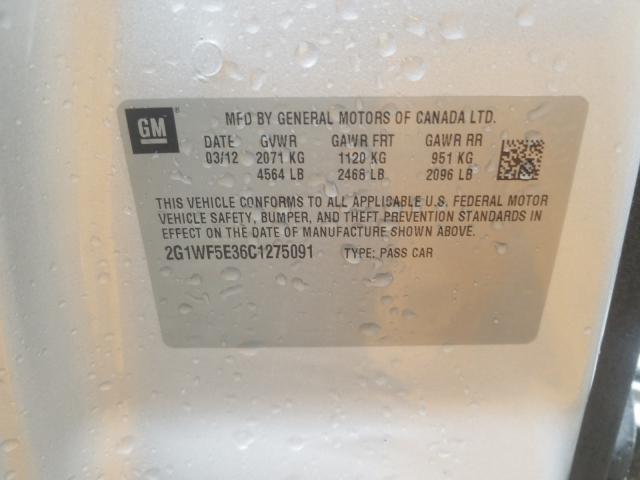 GM® MFD BY GENERAL MOTORS OF CANADA LTD.
DATE GVWR GAWR FRT GAWR RR
03/12 2071 KG 1120 KG 951 KG
4564 LB 2468 LB 2096 LB
THIS VEHICLE CONFORMS TO ALL APPLICABLE U.S. FEDERAL MOTOR
VEHICLE SAFETY, BUMPER, AND THEFT PREVENTION STANDARDS IN
EFFECT ON THE DATE OF MANUFACTURE SHOWN ABOVE.
2G1WF5E36C1275091 TYPE: PASS CAR